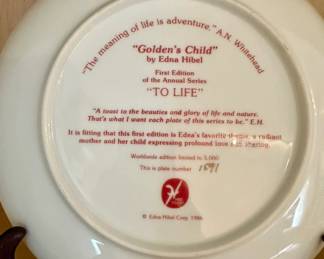 "The meaning of life is adventure." A.N. Whitehead
"Golden's Child"
by Edna Hibel
First Edition
of the Annual Series
"TO LIFE"
"A toast to the beauties and glory of life and nature.
That's what I want each plate of this series to be." E.H.
It is fitting that this first edition is Edna's favorite theme, a radiant
mother and her child expressing profound love and sharing.
Worldwide edition limited to 5,000
This is plate number 1591
© Edna Hibel Corp. 1986